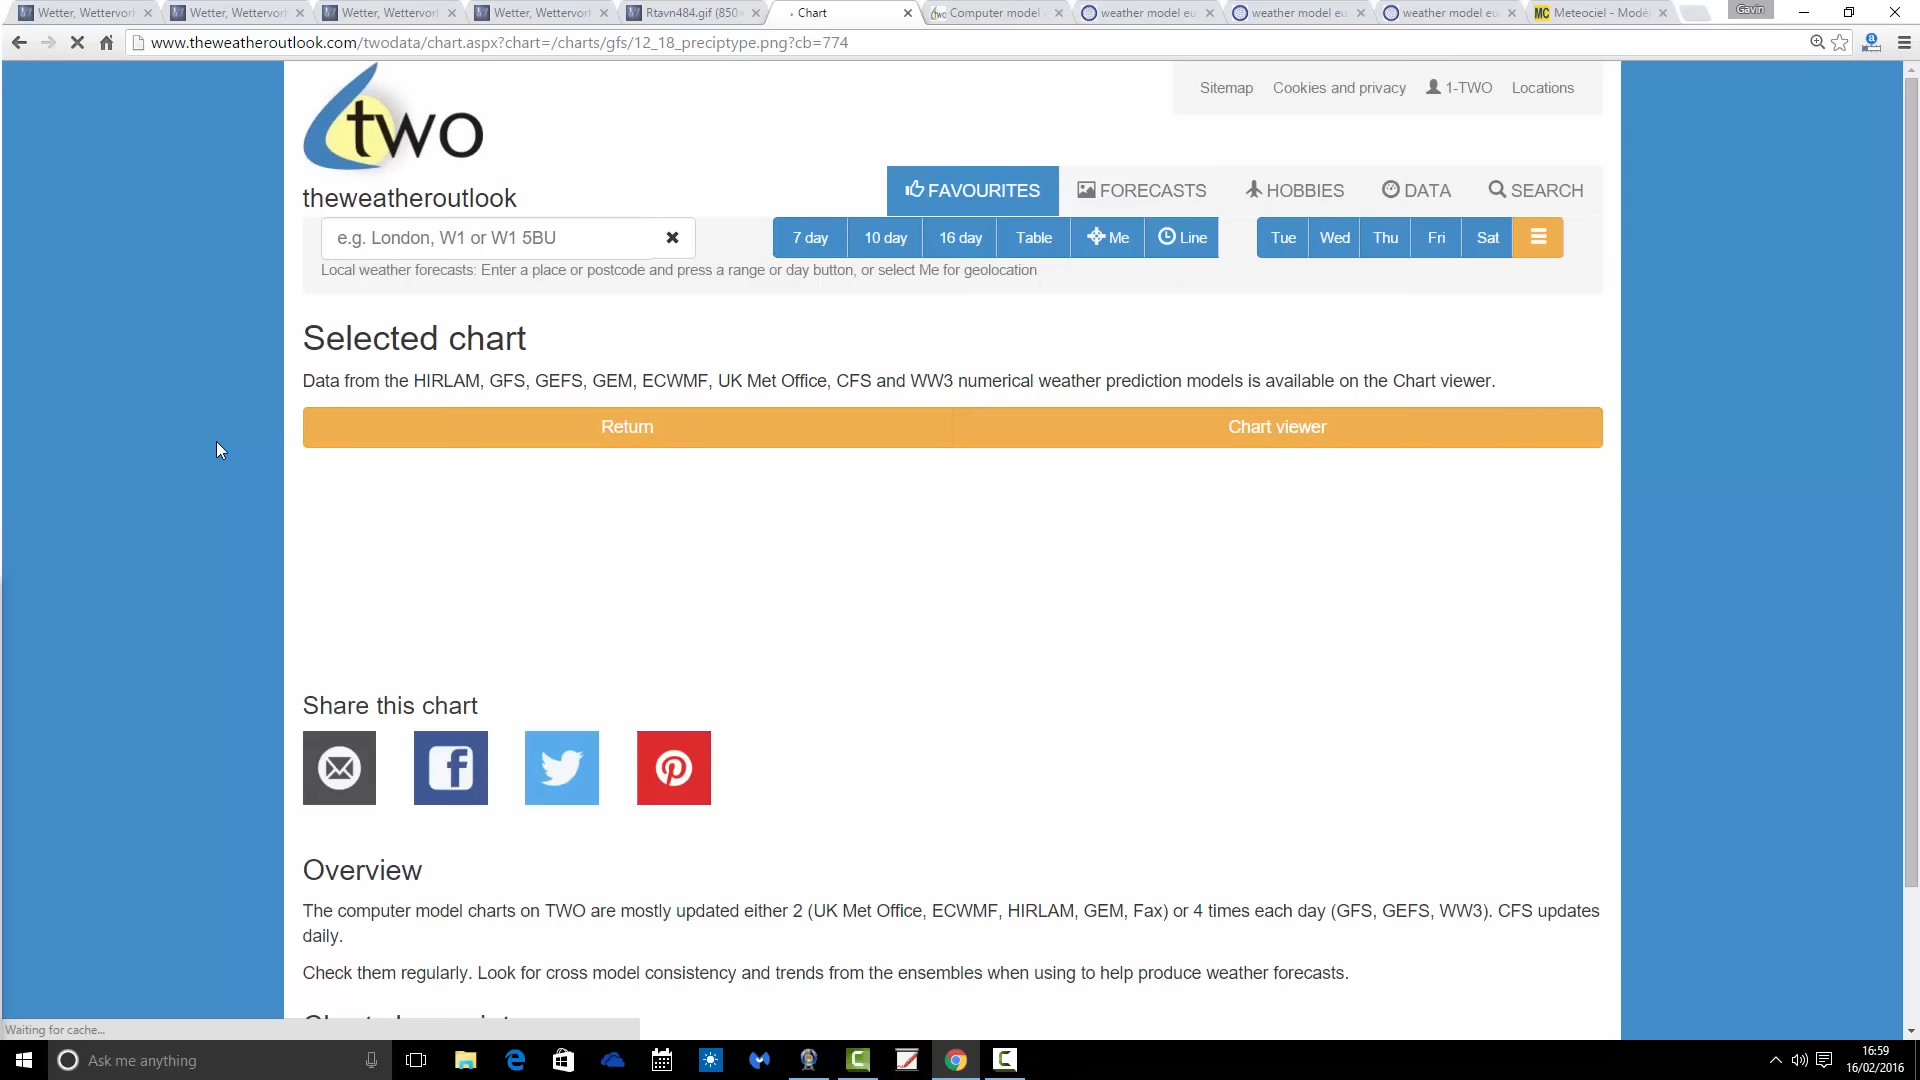 Wetter, Wettervorh
Wetter, Wettervorh
Wetter, Wettervorh
Wetter, Wettervorh
Rtavn484.gif (850×
Chart
Computer model
weather model eu
weather model eu
weather model eu
MC Meteociel - Modè
Gavin
www.theweatheroutlook.com/twodata/chart.aspx?chart=/charts/gfs/12_18_preciptype.png?cb=774
two
theweatheroutlook
Sitemap Cookies and privacy 1-TWO Locations
FAVOURITES FORECASTS HOBBIES DATA SEARCH
e.g. London, W1 or W1 5BU
7 day 10 day 16 day Table Me Line Tue Wed Thu Fri Sat
Local weather forecasts: Enter a place or postcode and press a range or day button, or select Me for geolocation
Selected chart
Data from the HIRLAM, GFS, GEFS, GEM, ECWMF, UK Met Office, CFS and WW3 numerical weather prediction models is available on the Chart viewer.
Return Chart viewer
Share this chart
Overview
The computer model charts on TWO are mostly updated either 2 (UK Met Office, ECWMF, HIRLAM, GEM, Fax) or 4 times each day (GFS, GEFS, WW3). CFS updates
daily.
Check them regularly. Look for cross model consistency and trends from the ensembles when using to help produce weather forecasts.
Waiting for cache...
Ask me anything
16:59
16/02/2016